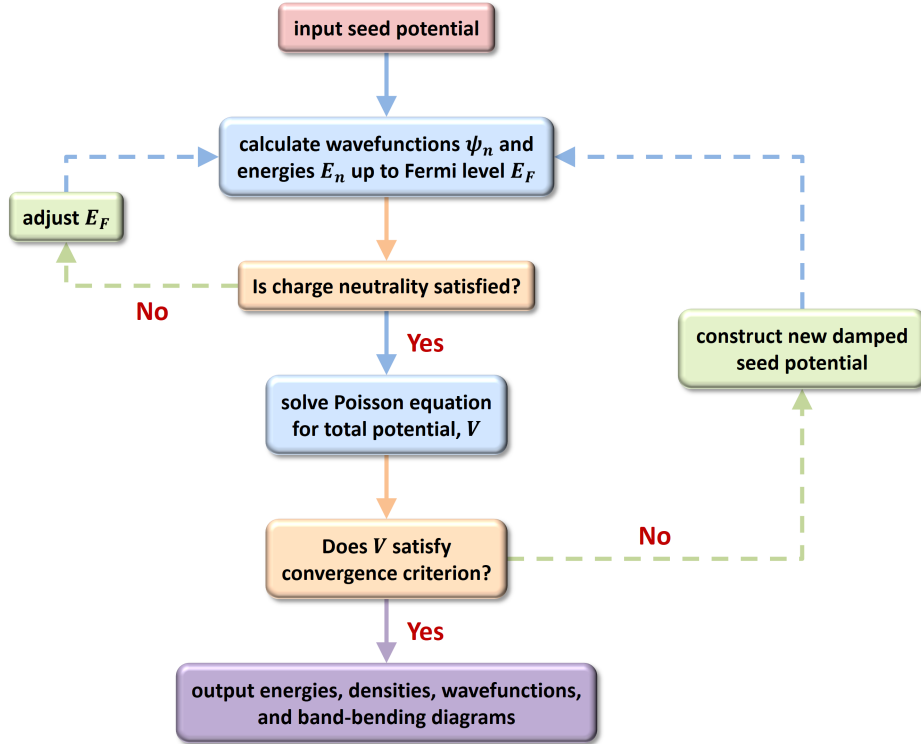 input seed potential
calculate wavefunctions ψₙ and
energies Eₙ up to Fermi level E_F
adjust E_F
Is charge neutrality satisfied?
No
Yes
construct new damped
seed potential
solve Poisson equation
for total potential, V
Does V satisfy
convergence criterion?
No
Yes
output energies, densities, wavefunctions,
and band-bending diagrams